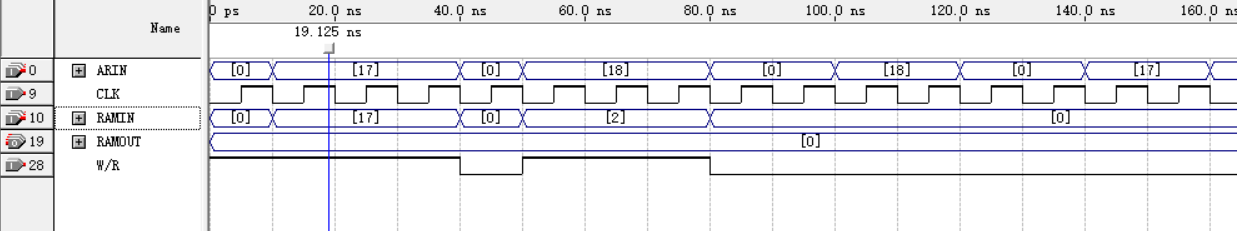 0 ps 20.0 ns 40.0 ns 60.0 ns 80.0 ns 100.0 ns 120.0 ns 140.0 ns 160.0 ns
Name
19.125 ns
0 ARIN [0] [17] [0] [18] [0] [18] [0] [17]
9 CLK
10 RAMIN [0] [17] [0] [2] [0]
19 RAMOUT [0]
28 W/R